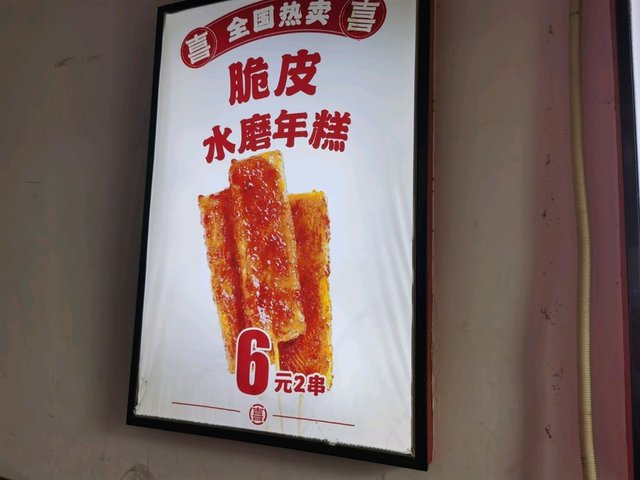 喜 全国热卖 喜
脆皮
水磨年糕
6元2串
喜